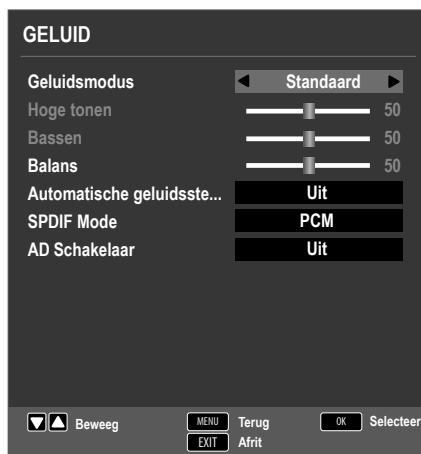 GELUID
Geluidsmodus Standaard
Hoge tonen 50
Bassen 50
Balans 50
Automatische geluidsste... Uit
SPDIF Mode PCM
AD Schakelaar Uit
Beweeg MENU Terug OK Selecteer
EXIT Afrit